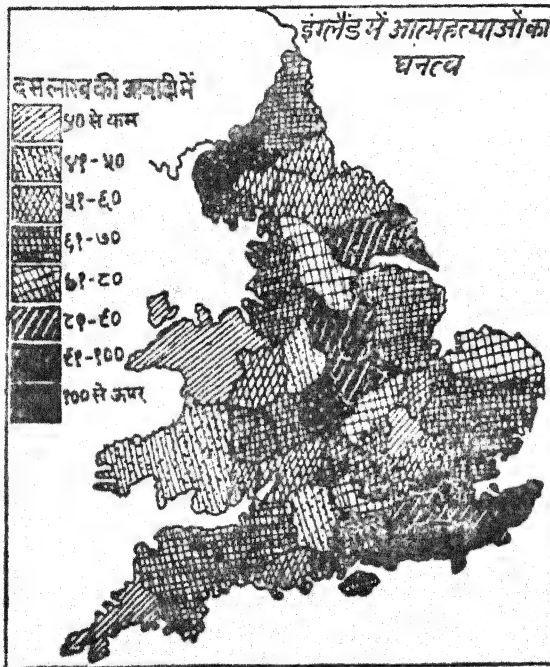 इंग्लैंड में आत्महत्याओं का
घनत्व
दस लाख की आबादी में
४० से कम
४१-५०
५१-६०
६१-७०
७१-८०
८१-९०
९१-१००
१०० से ऊपर